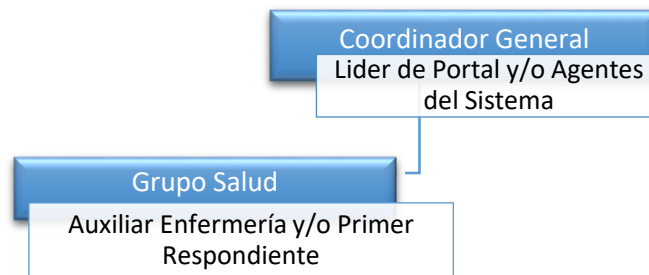 Coordinador General
Lider de Portal y/o Agentes
del Sistema
Grupo Salud
Auxiliar Enfermería y/o Primer
Respondiente